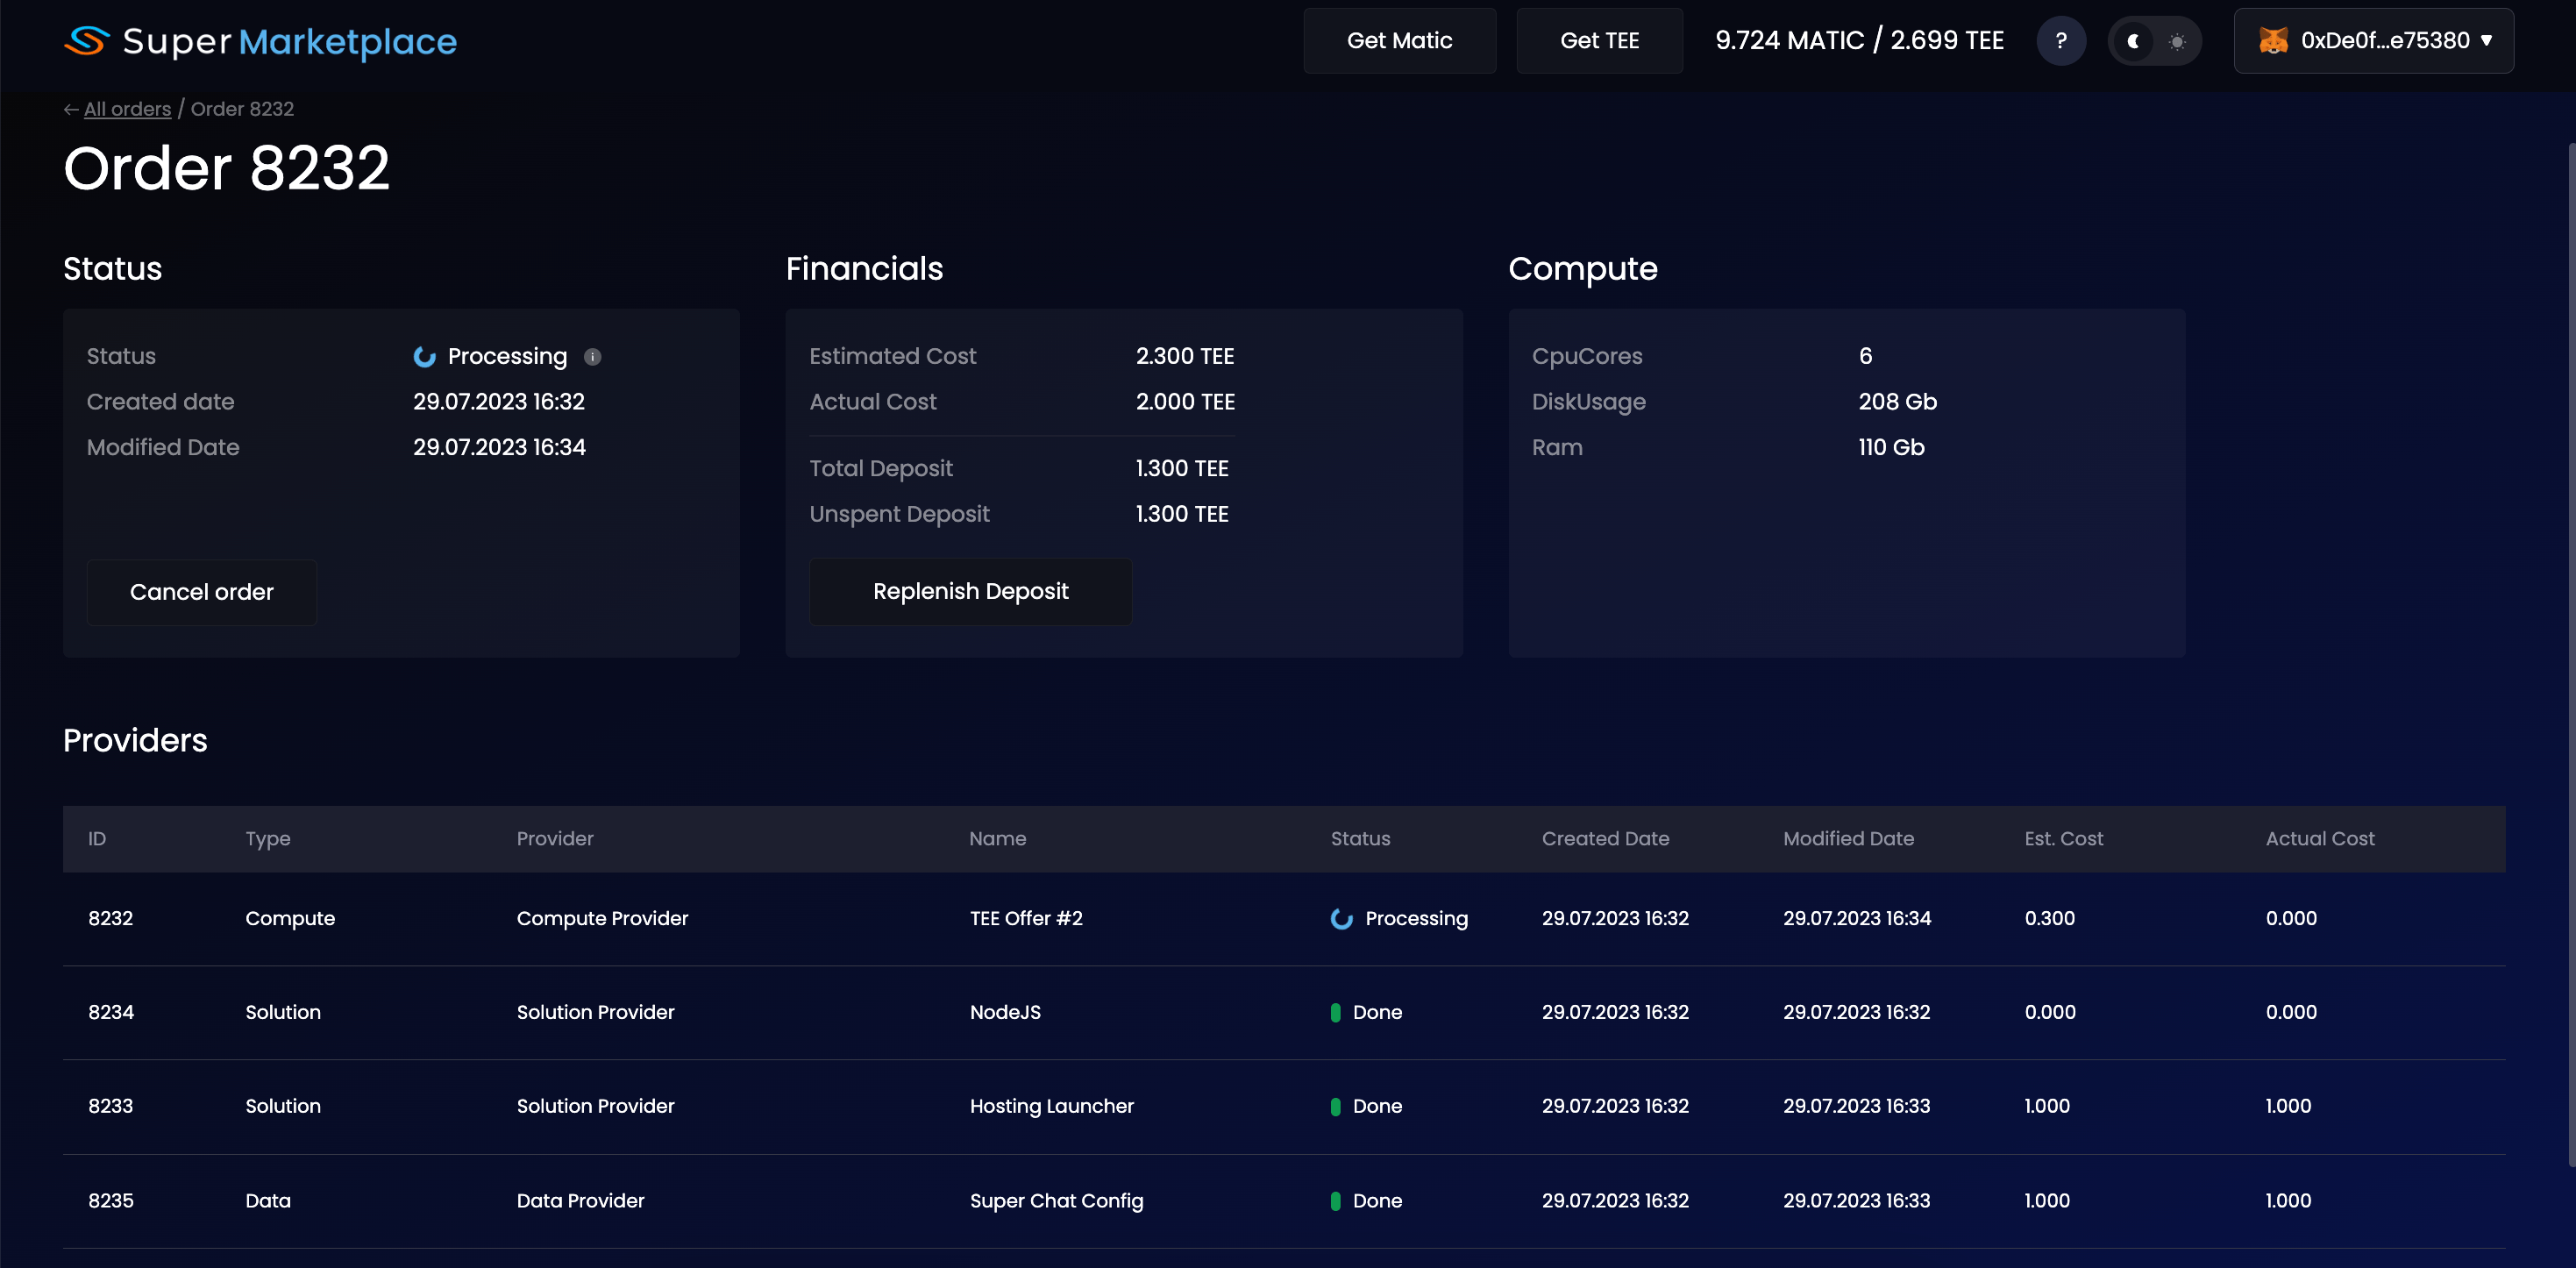 Super Marketplace
Get Matic
Get TEE
9.724 MATIC / 2.699 TEE
?
0xDe0f...e75380 ▼
← All orders / Order 8232
Order 8232
Status
Status Processing i
Created date 29.07.2023 16:32
Modified Date 29.07.2023 16:34
Cancel order
Financials
Estimated Cost 2.300 TEE
Actual Cost 2.000 TEE
Total Deposit 1.300 TEE
Unspent Deposit 1.300 TEE
Replenish Deposit
Compute
CpuCores 6
DiskUsage 208 Gb
Ram 110 Gb
Providers
ID Type Provider Name Status Created Date Modified Date Est. Cost Actual Cost
8232 Compute Compute Provider TEE Offer #2 Processing 29.07.2023 16:32 29.07.2023 16:34 0.300 0.000
8234 Solution Solution Provider NodeJS Done 29.07.2023 16:32 29.07.2023 16:32 0.000 0.000
8233 Solution Solution Provider Hosting Launcher Done 29.07.2023 16:32 29.07.2023 16:33 1.000 1.000
8235 Data Data Provider Super Chat Config Done 29.07.2023 16:32 29.07.2023 16:33 1.000 1.000